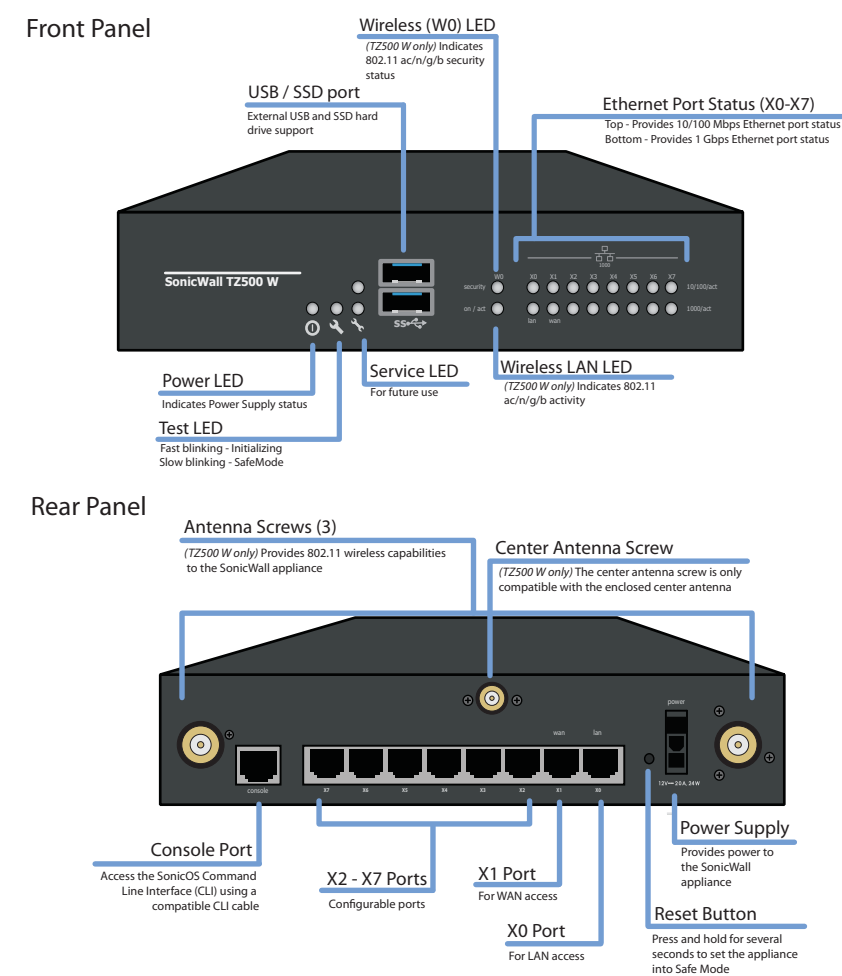 Front Panel
Wireless (W0) LED
(TZ500 W only) Indicates
802.11 ac/n/g/b security
status
USB / SSD port
External USB and SSD hard
drive support
Ethernet Port Status (X0-X7)
Top - Provides 10/100 Mbps Ethernet port status
Bottom - Provides 1 Gbps Ethernet port status
SonicWall TZ500 W
1000
W0 X0 X1 X2 X3 X4 X5 X6 X7
security
10/100/act
on / act
1000/act
lan wan
SS
Power LED
Indicates Power Supply status
Service LED
For future use
Wireless LAN LED
(TZ500 W only) Indicates 802.11
ac/n/g/b activity
Test LED
Fast blinking - Initializing
Slow blinking - SafeMode
Rear Panel
Antenna Screws (3)
(TZ500 W only) Provides 802.11 wireless capabilities
to the SonicWall appliance
Center Antenna Screw
(TZ500 W only) The center antenna screw is only
compatible with the enclosed center antenna
power
wan lan
console
X7 X6 X5 X4 X3 X2 X1 X0
12V⎓20A, 24W
Console Port
Access the SonicOS Command
Line Interface (CLI) using a
compatible CLI cable
X2 - X7 Ports
Configurable ports
X1 Port
For WAN access
X0 Port
For LAN access
Power Supply
Provides power to
the SonicWall
appliance
Reset Button
Press and hold for several
seconds to set the appliance
into Safe Mode